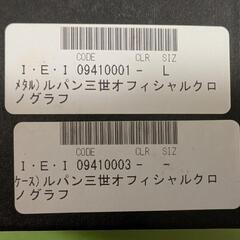 CODE CLR SIZ
I・E・I 09410001 - L
ﾒﾀﾙ)ルパン三世オフィシャルクロ
ノグラフ
CODE CLR SIZ
I・E・I 09410003 - -
ｹｰｽ)ルパン三世オフィシャルクロ
ノグラフ